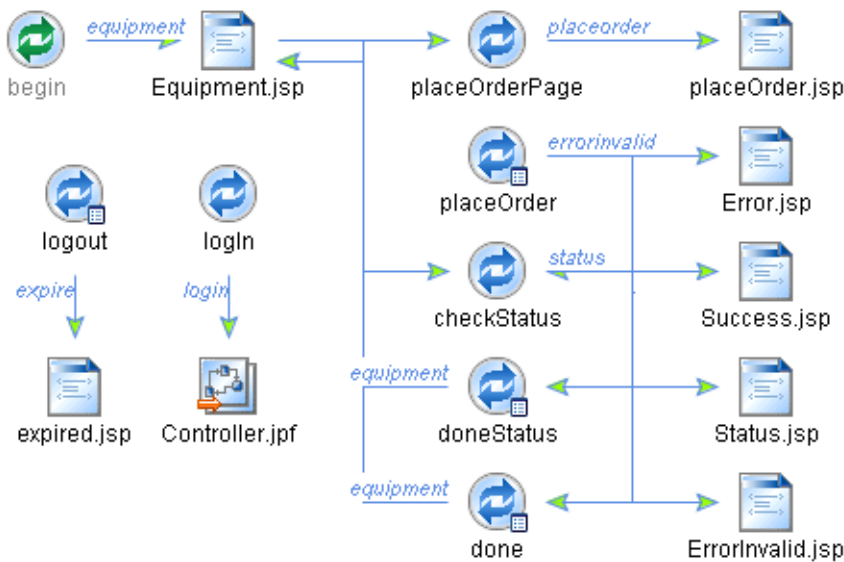 equipment
placeorder
begin
Equipment.jsp
placeOrderPage
placeOrder.jsp
errorinvalid
placeOrder
Error.jsp
logout
logIn
status
expire
login
checkStatus
Success.jsp
equipment
expired.jsp
Controller.jpf
doneStatus
Status.jsp
equipment
done
ErrorInvalid.jsp